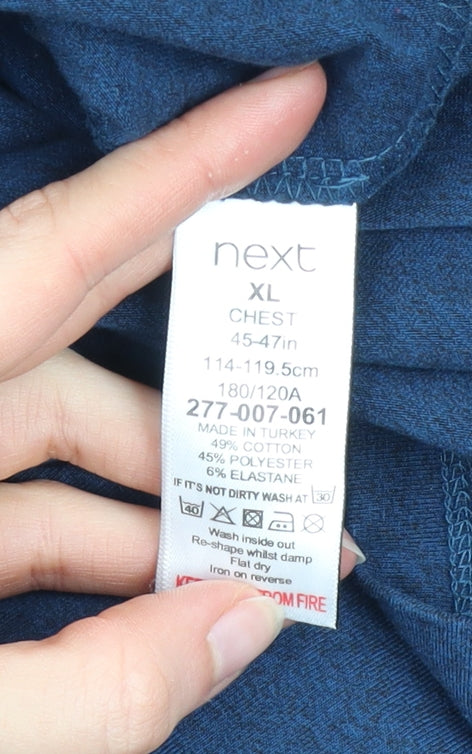 next
XL
CHEST
45-47in
114-119.5cm
180/120A
277-007-061
MADE IN TURKEY
49% COTTON
45% POLYESTER
6% ELASTANE
IF IT'S NOT DIRTY WASH AT 30
40
Wash inside out
Re-shape whilst damp
Flat dry
Iron on reverse
FIRE